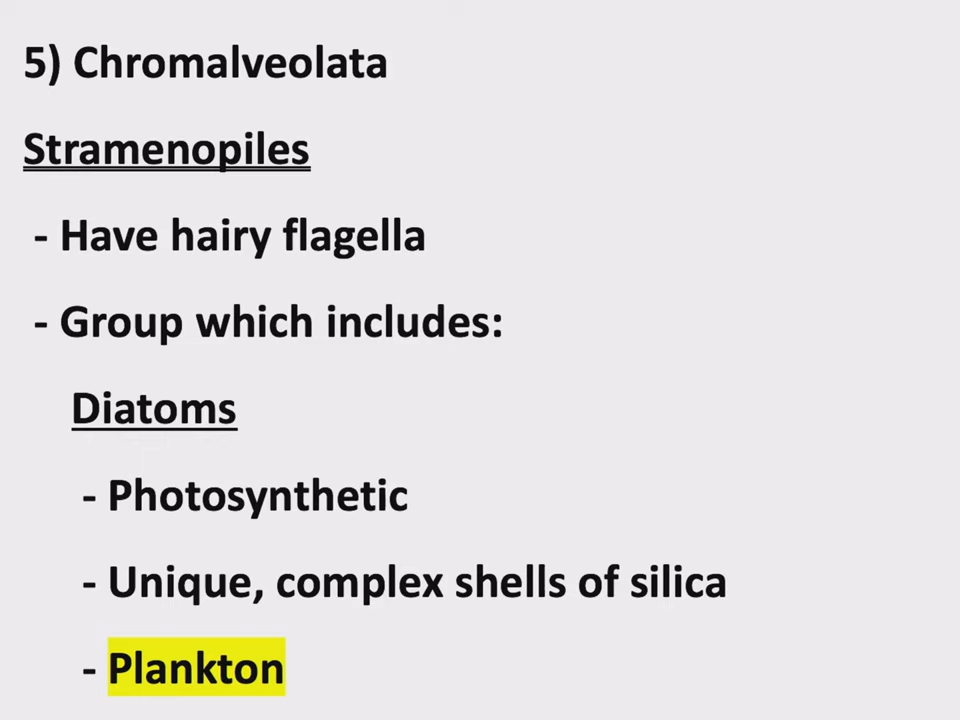 5) Chromalveolata
Stramenopiles
- Have hairy flagella
- Group which includes:
Diatoms
- Photosynthetic
- Unique, complex shells of silica
- Plankton